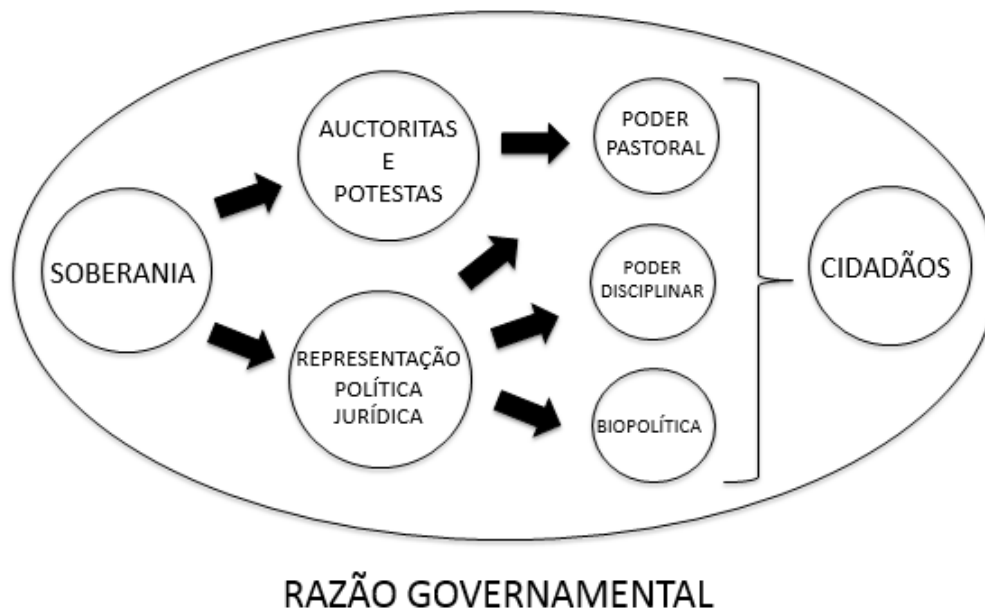 SOBERANIA
AUCTORITAS
E
POTESTAS
REPRESENTAÇÃO
POLÍTICA
JURÍDICA
PODER
PASTORAL
PODER
DISCIPLINAR
BIOPOLÍTICA
CIDADÃOS
RAZÃO GOVERNAMENTAL